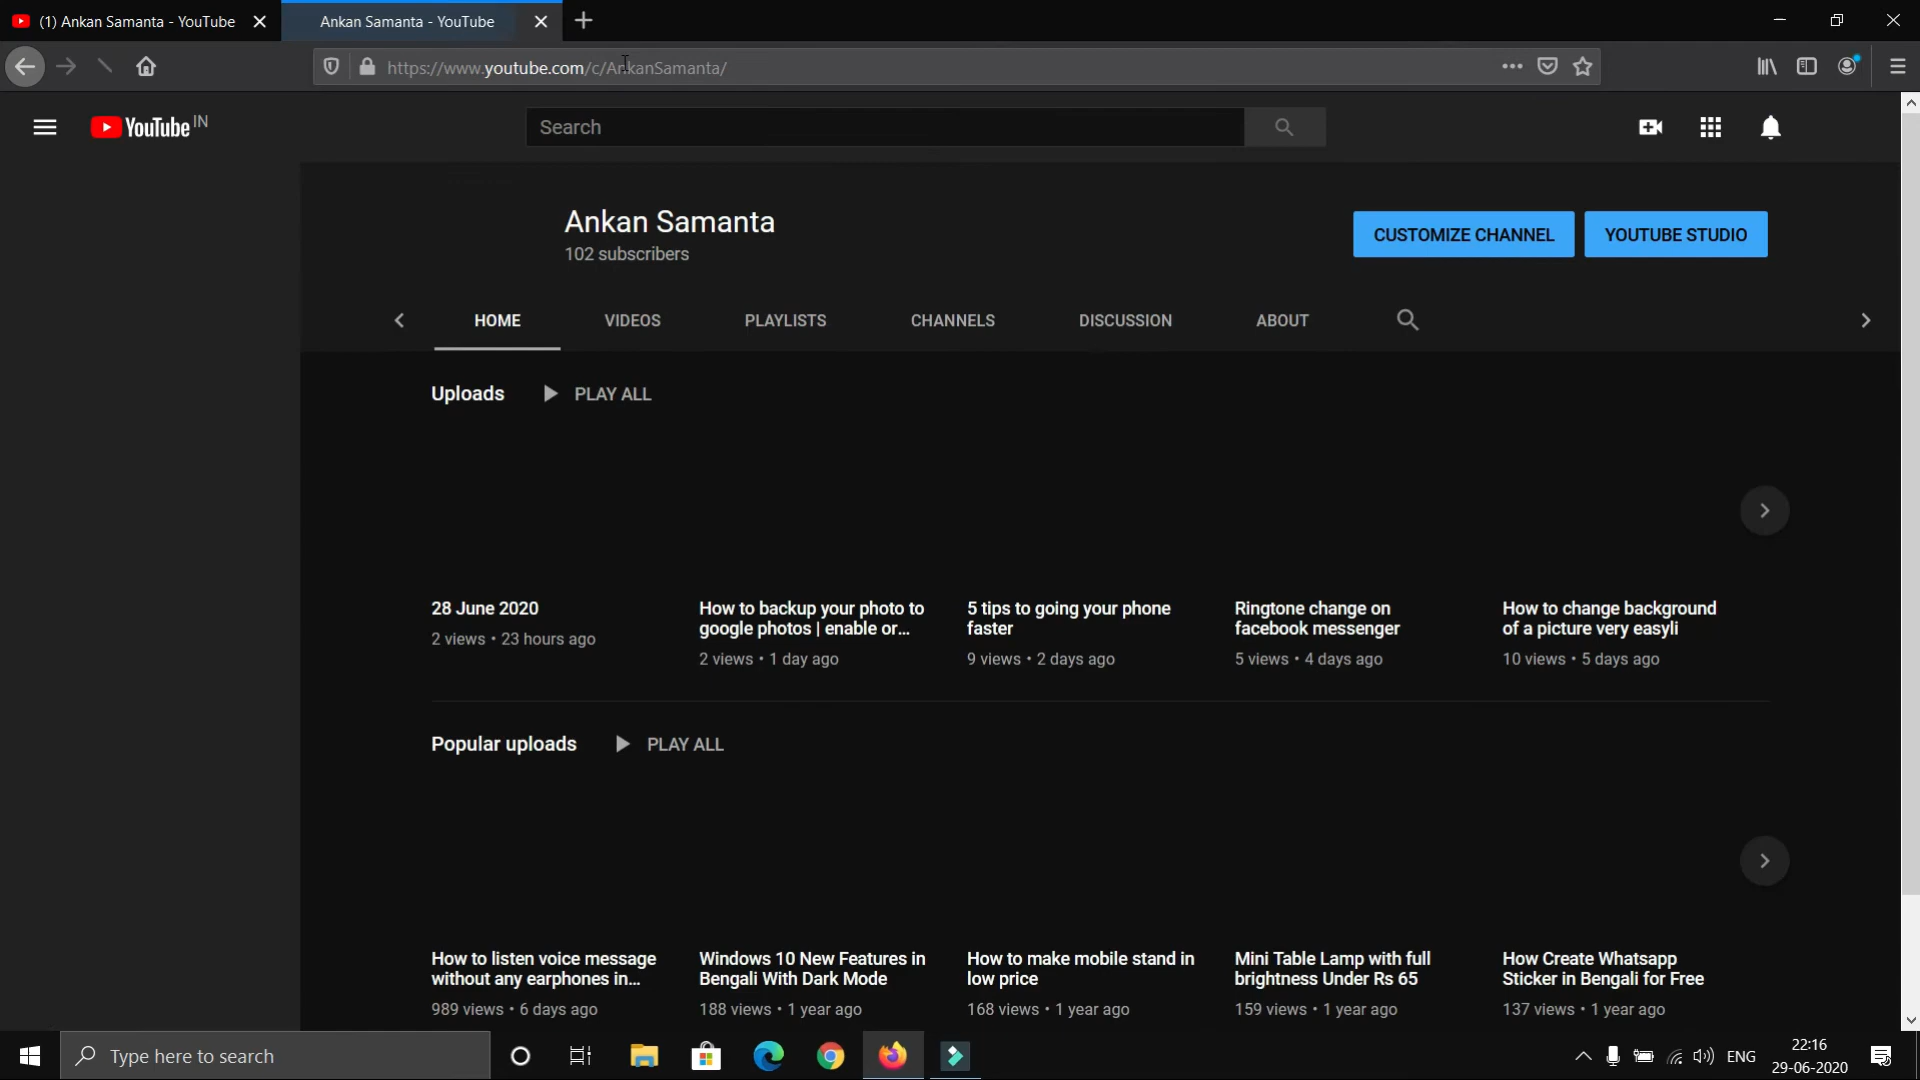 (1) Ankan Samanta - YouTube
Ankan Samanta - YouTube
https://www.youtube.com/c/AnkanSamanta/
YouTube IN
Search
Ankan Samanta
102 subscribers
CUSTOMIZE CHANNEL
YOUTUBE STUDIO
HOME
VIDEOS
PLAYLISTS
CHANNELS
DISCUSSION
ABOUT
Uploads
PLAY ALL
28 June 2020
2 views • 23 hours ago
How to backup your photo to
google photos | enable or...
2 views • 1 day ago
5 tips to going your phone
faster
9 views • 2 days ago
Ringtone change on
facebook messenger
5 views • 4 days ago
How to change background
of a picture very easyli
10 views • 5 days ago
Popular uploads
PLAY ALL
How to listen voice message
without any earphones in...
989 views • 6 days ago
Windows 10 New Features in
Bengali With Dark Mode
188 views • 1 year ago
How to make mobile stand in
low price
168 views • 1 year ago
Mini Table Lamp with full
brightness Under Rs 65
159 views • 1 year ago
How Create Whatsapp
Sticker in Bengali for Free
137 views • 1 year ago
Type here to search
ENG
22:16
29-06-2020